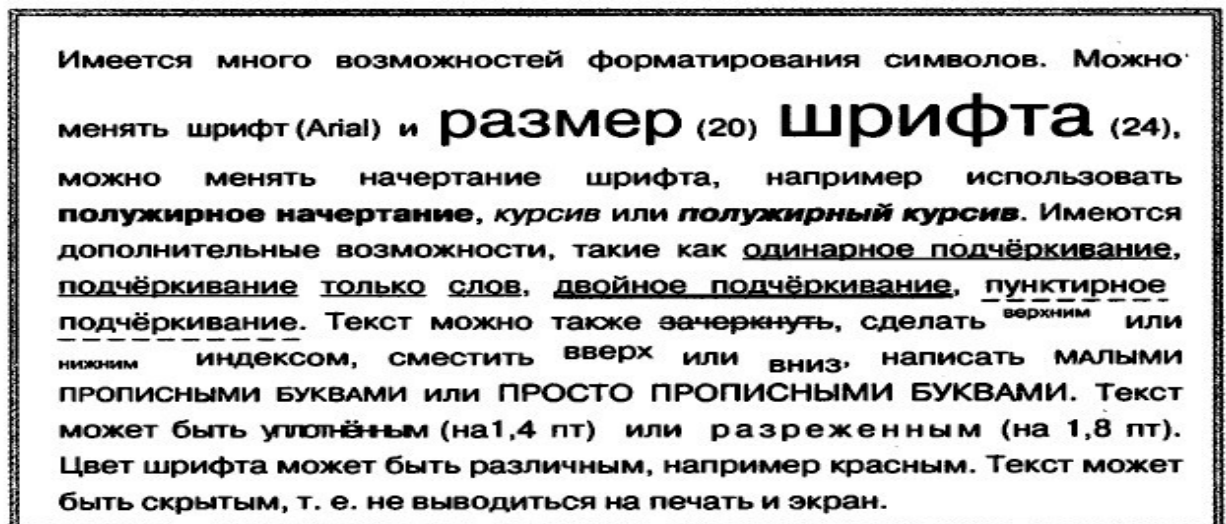 Имеется много возможностей форматирования символов. Можно
менять шрифт (Arial) и размер (20) шрифта (24),
можно менять начертание шрифта, например использовать
полужирное начертание, курсив или полужирный курсив. Имеются
дополнительные возможности, такие как одинарное подчёркивание,
подчёркивание только слов, двойное подчёркивание, пунктирное
подчёркивание. Текст можно также зачеркнуть, сделать верхним или
нижним индексом, сместить вверх или вниз, написать МАЛЫМИ
ПРОПИСНЫМИ БУКВАМИ или ПРОСТО ПРОПИСНЫМИ БУКВАМИ. Текст
может быть уплотнённым (на1,4 пт) или разреженным (на 1,8 пт).
Цвет шрифта может быть различным, например красным. Текст может
быть скрытым, т. е. не выводиться на печать и экран.